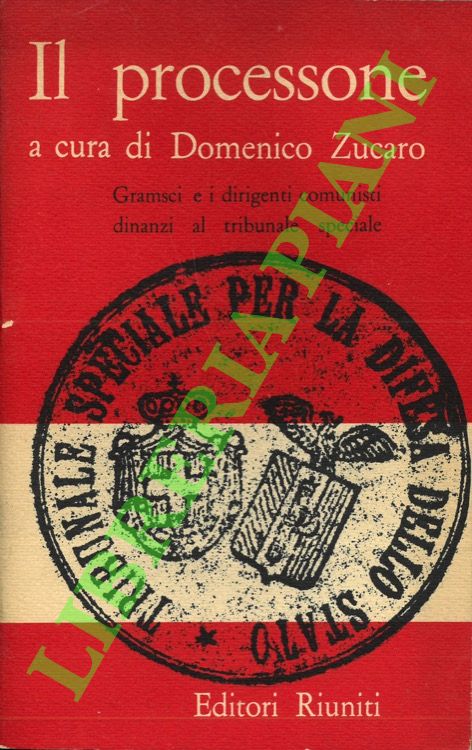 Il processone
a cura di Domenico Zucaro
Gramsci e i dirigenti comunisti
dinanzi al tribunale speciale
TRIBUNALE SPECIALE PER LA DIFESA DELLO STATO
LIBRERIA PIANI
Editori Riuniti